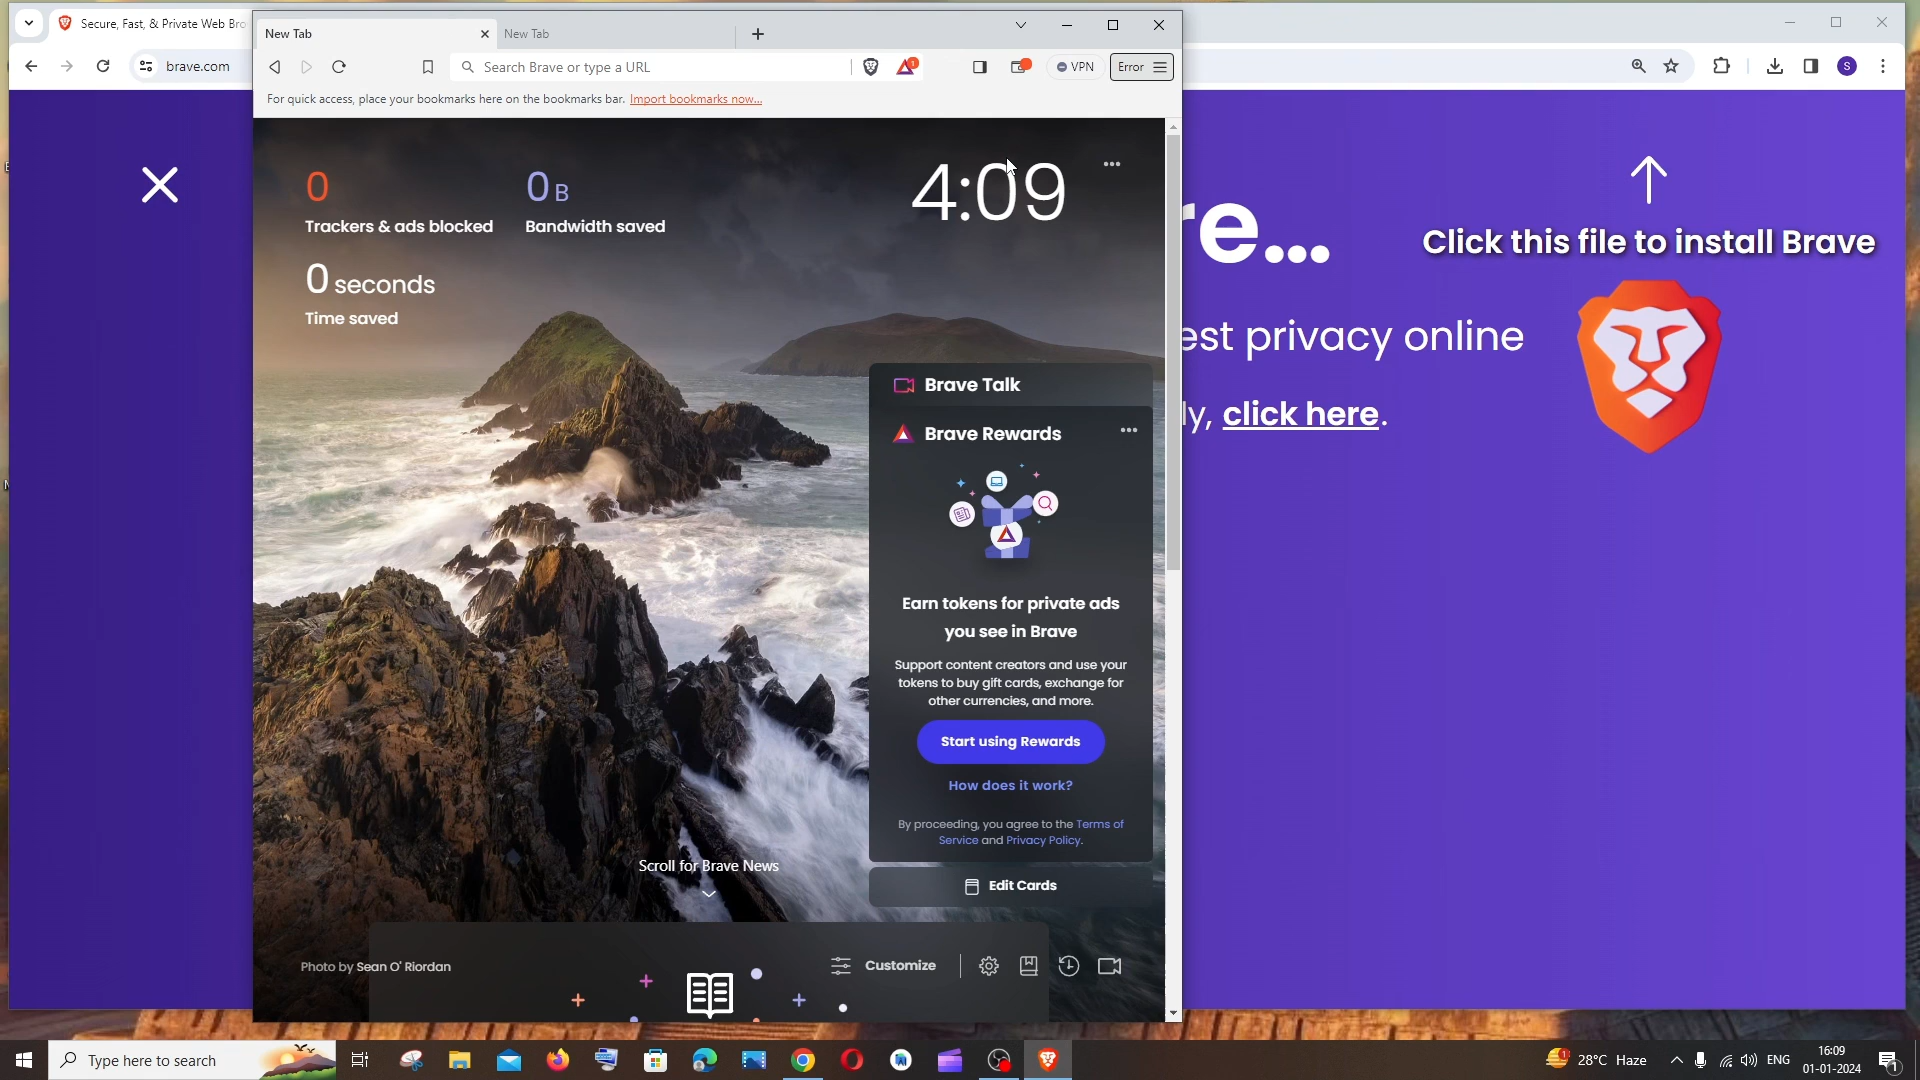 Secure, Fast, & Private Web Bro
New Tab
New Tab
brave.com
Search Brave or type a URL
1
VPN
Error
S
For quick access, place your bookmarks here on the bookmarks bar. Import bookmarks now...
0
Trackers & ads blocked
0 B
Bandwidth saved
4:09
0 seconds
Time saved
re...
Click this file to install Brave
est privacy online
ly, click here.
Brave Talk
Brave Rewards
Earn tokens for private ads
you see in Brave
Support content creators and use your
tokens to buy gift cards, exchange for
other currencies, and more.
Start using Rewards
How does it work?
By proceeding, you agree to the Terms of
Service and Privacy Policy.
Scroll for Brave News
Edit Cards
Photo by Sean O' Riordan
Customize
Type here to search
1
28°C Haze
ENG
16:09
01-01-2024
1